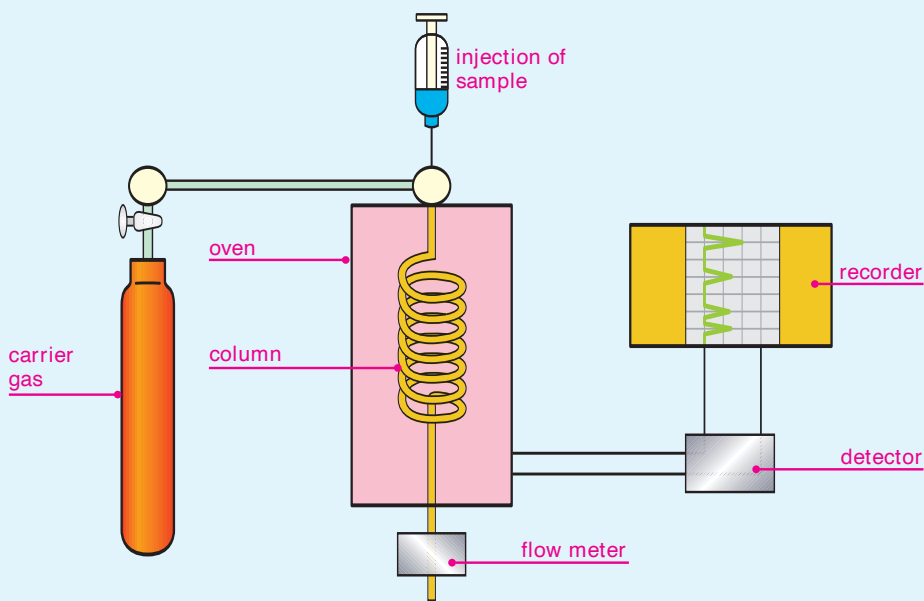 injection of
sample
oven
recorder
column
carrier
gas
detector
flow meter